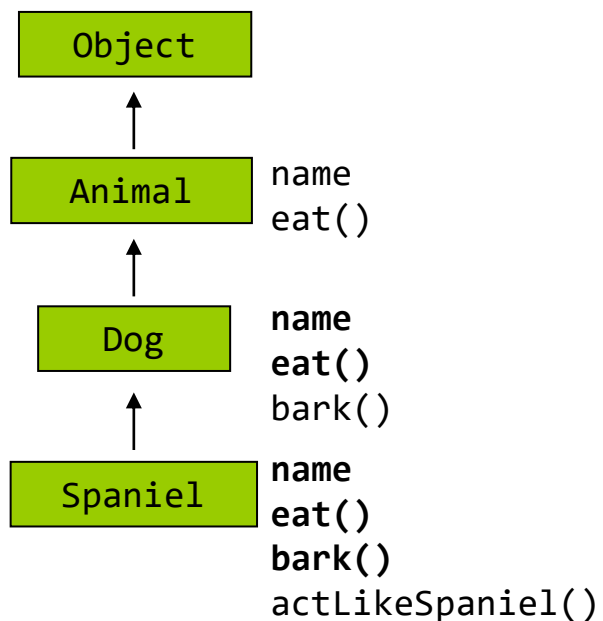 Object
Animal
name
eat()
Dog
name
eat()
bark()
Spaniel
name
eat()
bark()
actLikeSpaniel()